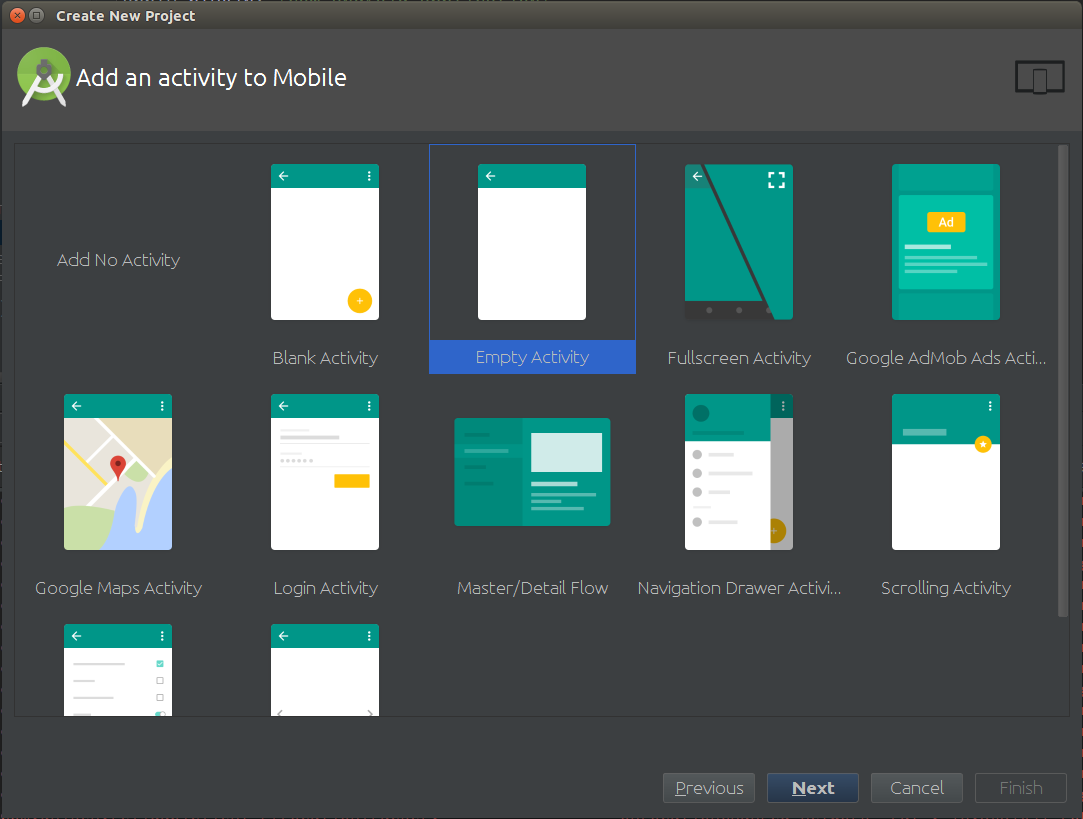 Create New Project
Add an activity to Mobile
Add No Activity
Blank Activity
Empty Activity
Fullscreen Activity
Ad
Google AdMob Ads Acti...
Google Maps Activity
Login Activity
Master/Detail Flow
Navigation Drawer Activi...
Scrolling Activity
Previous
Next
Cancel
Finish